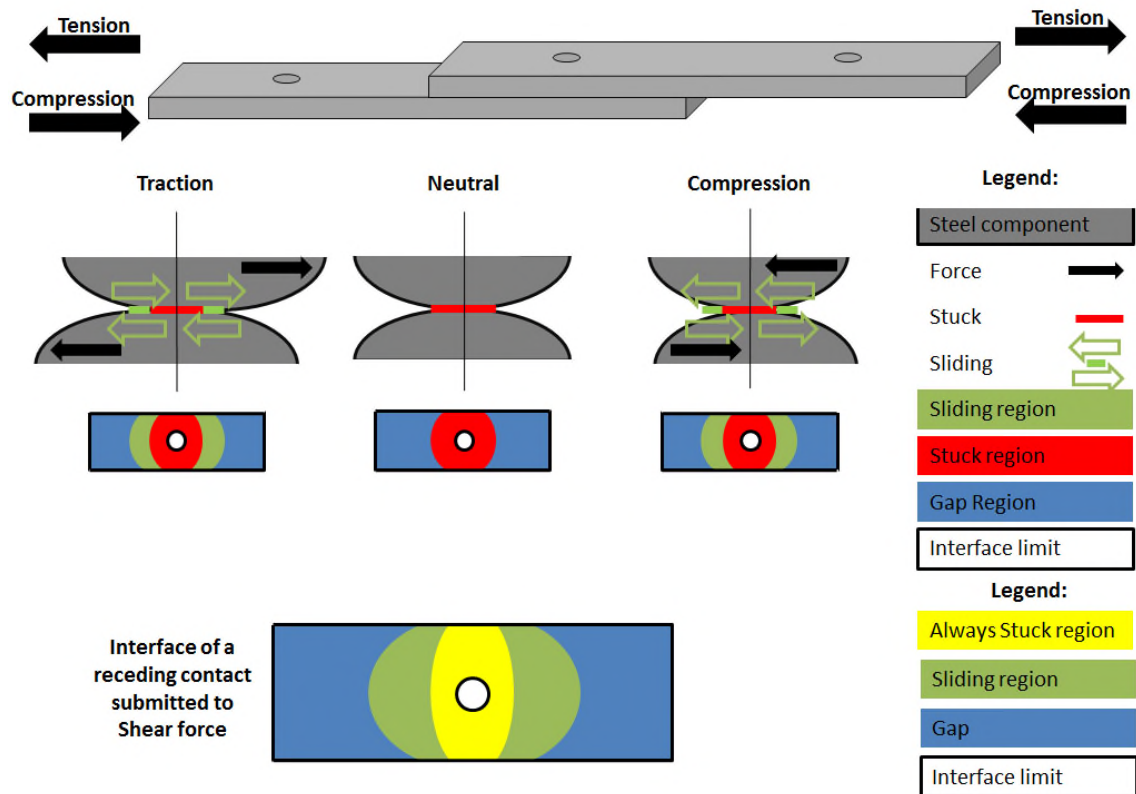 Tension
Tension
Compression
Compression
Traction
Neutral
Compression
Legend:
Steel component
Force
Stuck
Sliding
Sliding region
Stuck region
Gap Region
Interface limit
Interface of a
receding contact
submitted to
Shear force
Legend:
Always Stuck region
Sliding region
Gap
Interface limit